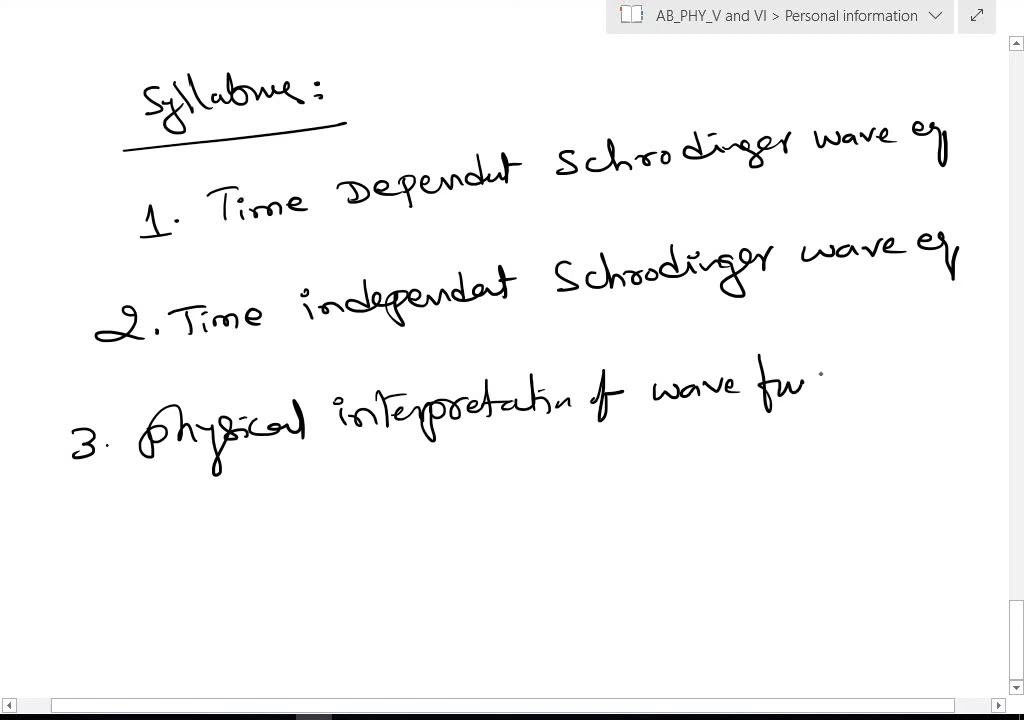 AB_PHY_V and VI > Personal information
Syllabus:
1. Time Dependent Schrodinger wave eq
2. Time independent Schrodinger wave eq
3. Physical interpretation of wave fu